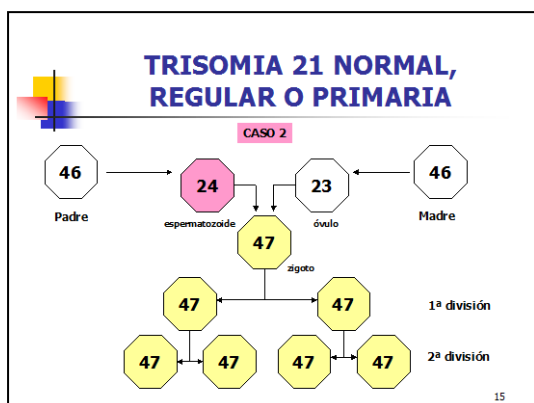 TRISOMIA 21 NORMAL,
REGULAR O PRIMARIA
CASO 2
46
24
23
46
Padre
espermatozoide
óvulo
Madre
47
zigoto
47
47
1ª división
47
47
47
47
2ª división
15